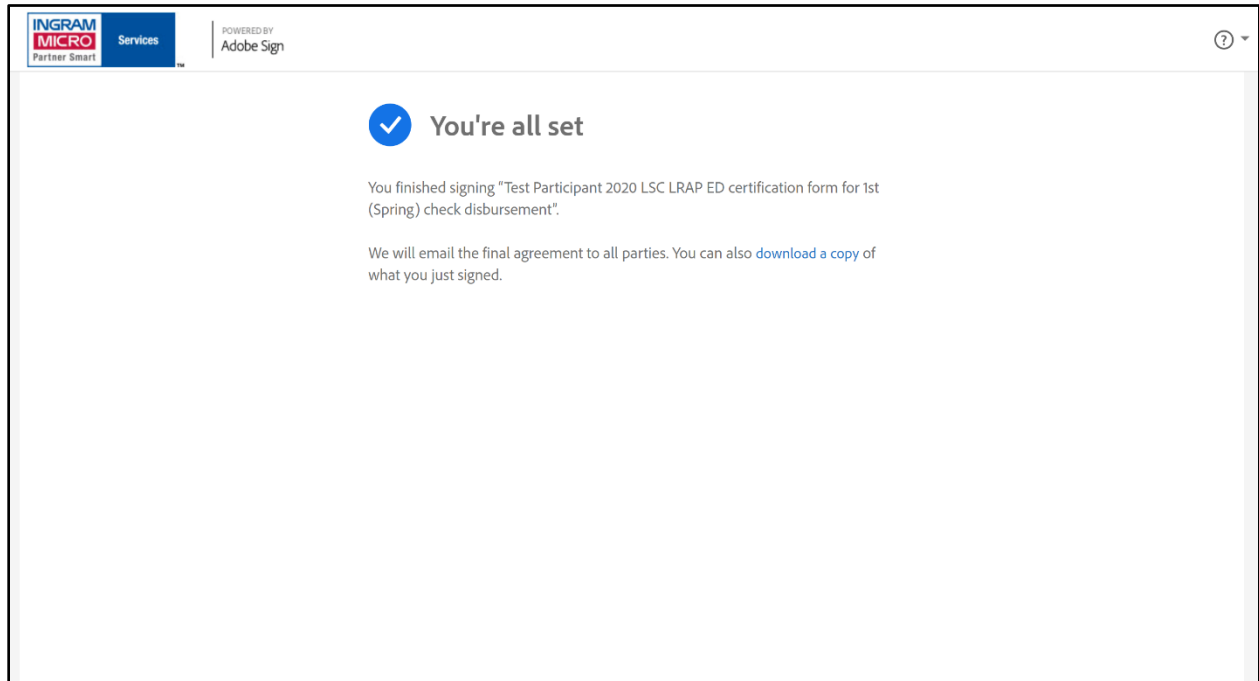 INGRAM
MICRO
Partner Smart
Services
TM
POWERED BY
Adobe Sign
?
You're all set
You finished signing "Test Participant 2020 LSC LRAP ED certification form for 1st
(Spring) check disbursement".
We will email the final agreement to all parties. You can also download a copy of
what you just signed.